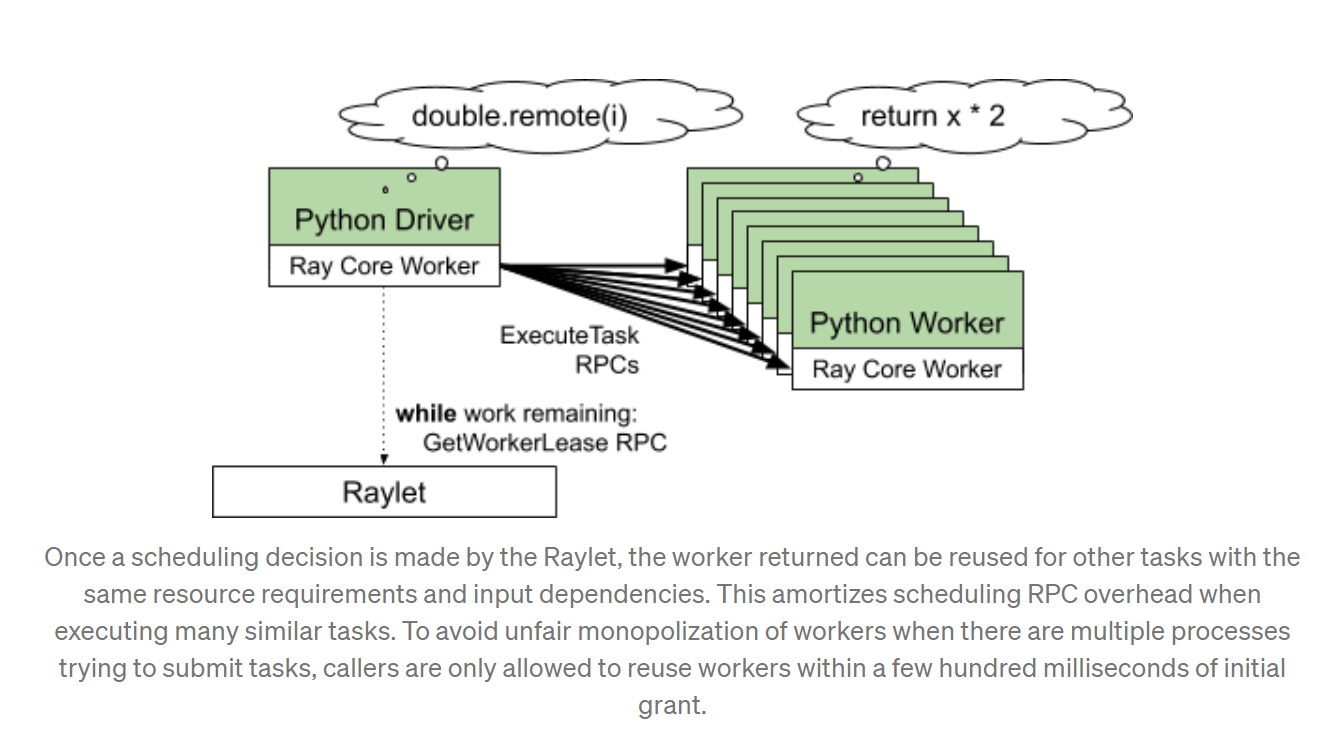 double.remote(i)
return x * 2
Python Driver
Ray Core Worker
ExecuteTask
RPCs
Python Worker
Ray Core Worker
while work remaining:
GetWorkerLease RPC
Raylet
Once a scheduling decision is made by the Raylet, the worker returned can be reused for other tasks with the
same resource requirements and input dependencies. This amortizes scheduling RPC overhead when
executing many similar tasks. To avoid unfair monopolization of workers when there are multiple processes
trying to submit tasks, callers are only allowed to reuse workers within a few hundred milliseconds of initial
grant.